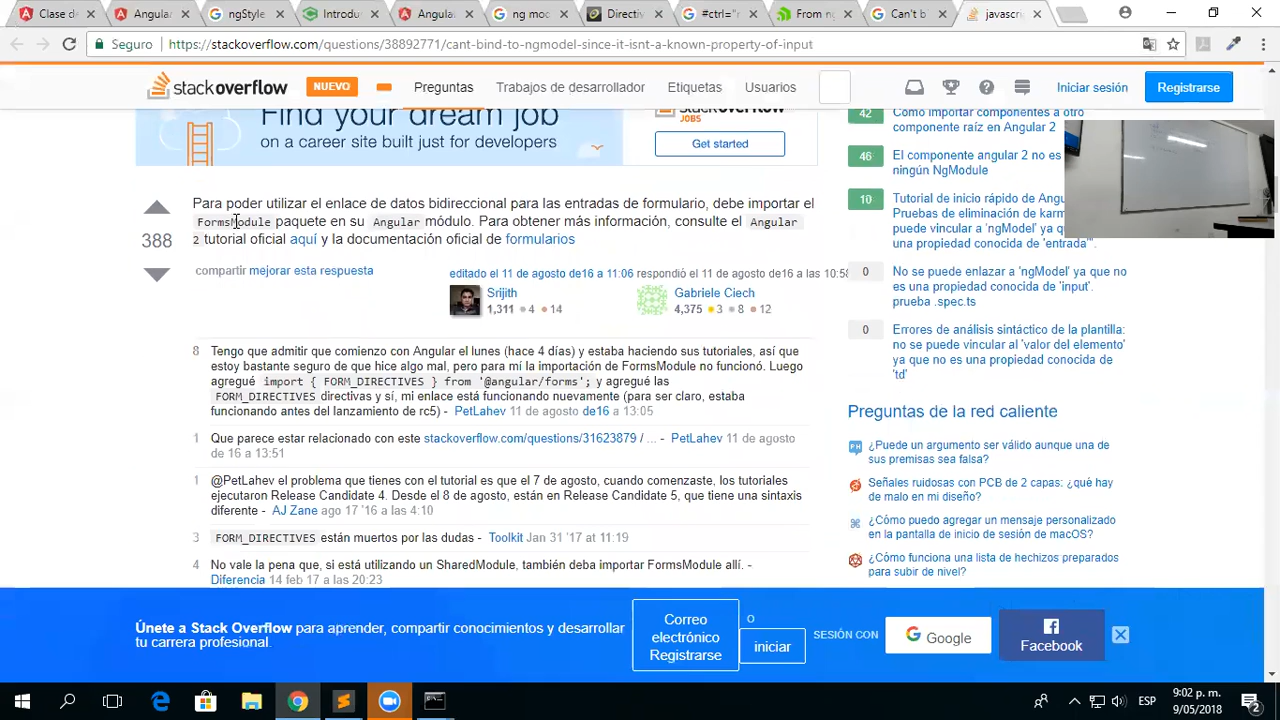 Clase de
Angular
ngStyle
Introdu
Angular
ng mod
Directiv
#ctrl="n
From ng
Can't b
javascri
Seguro
https://stackoverflow.com/questions/38892771/cant-bind-to-ngmodel-since-it-isnt-a-known-property-of-input
stackoverflow
NUEVO
Preguntas
Trabajos de desarrollador
Etiquetas
Usuarios
Iniciar sesión
Registrarse
Find your dream job
on a career site built just for developers
stackoverflow
JOBS
Get started
388
Para poder utilizar el enlace de datos bidireccional para las entradas de formulario, debe importar el
FormsModule paquete en su Angular módulo. Para obtener más información, consulte el Angular
2 tutorial oficial aquí y la documentación oficial de formularios
compartir mejorar esta respuesta
editado el 11 de agosto de16 a 11:06
respondió el 11 de agosto de16 a las 10:58
Srijith
1,311 4 14
Gabriele Ciech
4,375 3 8 12
8 Tengo que admitir que comienzo con Angular el lunes (hace 4 días) y estaba haciendo sus tutoriales, así que
estoy bastante seguro de que hice algo mal, pero para mí la importación de FormsModule no funcionó. Luego
agregué import { FORM_DIRECTIVES } from '@angular/forms'; y agregué las
FORM_DIRECTIVES directivas y sí, mi enlace está funcionando nuevamente (para ser claro, estaba
funcionando antes del lanzamiento de rc5) - PetLahev 11 de agosto de16 a 13:05
1 Que parece estar relacionado con este stackoverflow.com/questions/31623879 / ... - PetLahev 11 de agosto
de 16 a 13:51
1 @PetLahev el problema que tienes con el tutorial es que el 7 de agosto, cuando comenzaste, los tutoriales
ejecutaron Release Candidate 4. Desde el 8 de agosto, están en Release Candidate 5, que tiene una sintaxis
diferente - AJ Zane ago 17 '16 a las 4:10
3 FORM_DIRECTIVES están muertos por las dudas - Toolkit Jan 31 '17 at 11:19
4 No vale la pena que, si está utilizando un SharedModule, también deba importar FormsModule allí. -
Diferencia 14 feb 17 a las 20:23
42 Cómo importar componentes a otro
componente raíz en Angular 2
46 El componente angular 2 no es
ningún NgModule
10 Tutorial de inicio rápido de Angu
Pruebas de eliminación de karm
puede vincular a 'ngModel' ya qu
una propiedad conocida de 'entrada'".
0 No se puede enlazar a 'ngModel' ya que no
es una propiedad conocida de 'input'.
prueba .spec.ts
0 Errores de análisis sintáctico de la plantilla:
no se puede vincular al 'valor del elemento'
ya que no es una propiedad conocida de
'td'
Preguntas de la red caliente
¿Puede un argumento ser válido aunque una de
sus premisas sea falsa?
Señales ruidosas con PCB de 2 capas: ¿qué hay
de malo en mi diseño?
¿Cómo puedo agregar un mensaje personalizado
en la pantalla de inicio de sesión de macOS?
¿Cómo funciona una lista de hechizos preparados
para subir de nivel?
Únete a Stack Overflow para aprender, compartir conocimientos y desarrollar
tu carrera profesional.
Correo
electrónico
Registrarse
O
iniciar
SESIÓN CON
Google
Facebook
ESP
9:02 p. m.
9/05/2018
2